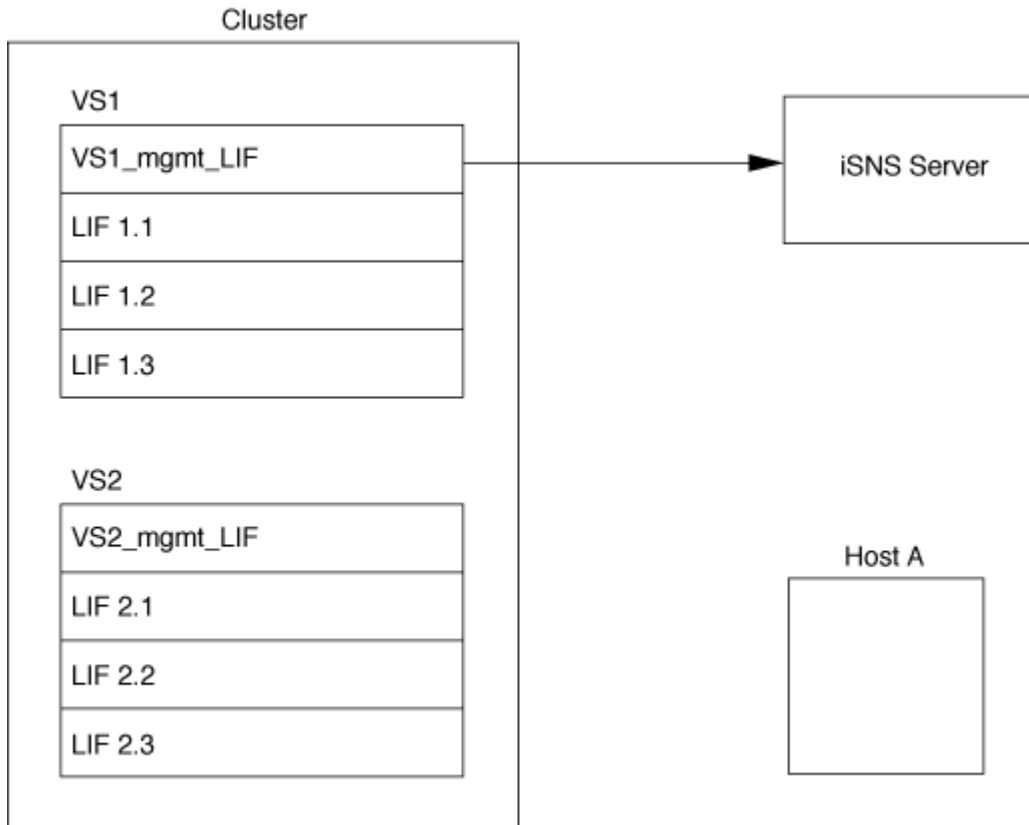 Cluster
VS1
VS1_mgmt_LIF
iSNS Server
LIF 1.1
LIF 1.2
LIF 1.3
VS2
VS2_mgmt_LIF
Host A
LIF 2.1
LIF 2.2
LIF 2.3